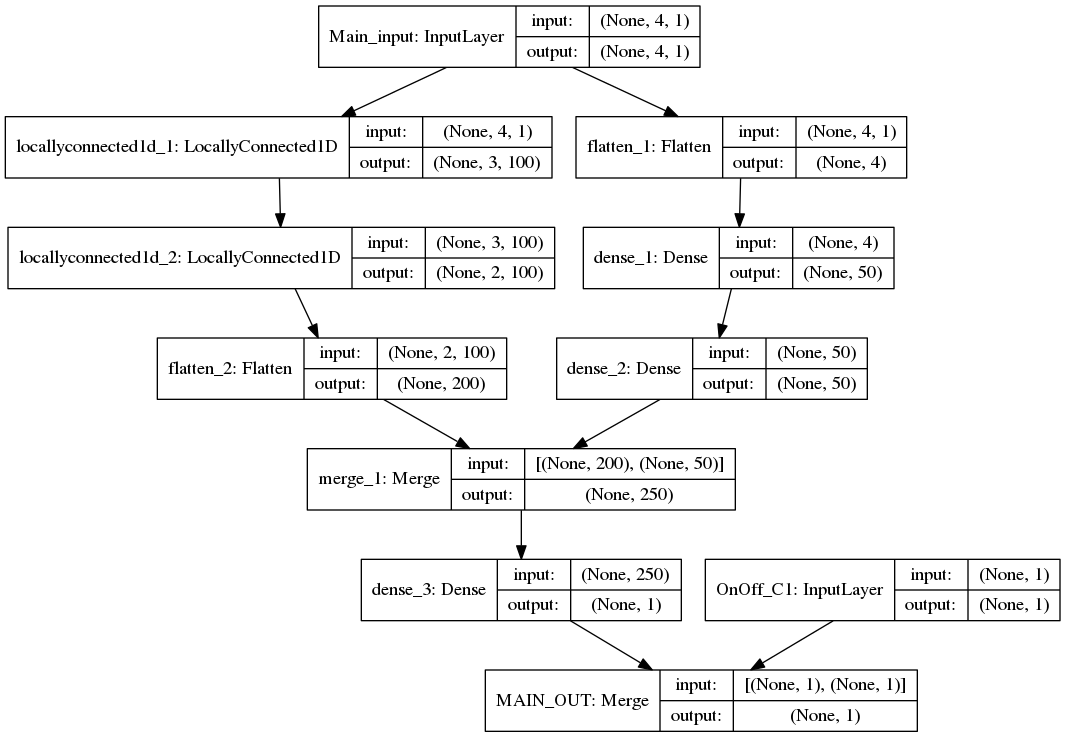 Main_input: InputLayer
input: (None, 4, 1)
output: (None, 4, 1)
locallyconnected1d_1: LocallyConnected1D
input: (None, 4, 1)
output: (None, 3, 100)
flatten_1: Flatten
input: (None, 4, 1)
output: (None, 4)
locallyconnected1d_2: LocallyConnected1D
input: (None, 3, 100)
output: (None, 2, 100)
dense_1: Dense
input: (None, 4)
output: (None, 50)
flatten_2: Flatten
input: (None, 2, 100)
output: (None, 200)
dense_2: Dense
input: (None, 50)
output: (None, 50)
merge_1: Merge
input: [(None, 200), (None, 50)]
output: (None, 250)
dense_3: Dense
input: (None, 250)
output: (None, 1)
OnOff_C1: InputLayer
input: (None, 1)
output: (None, 1)
MAIN_OUT: Merge
input: [(None, 1), (None, 1)]
output: (None, 1)